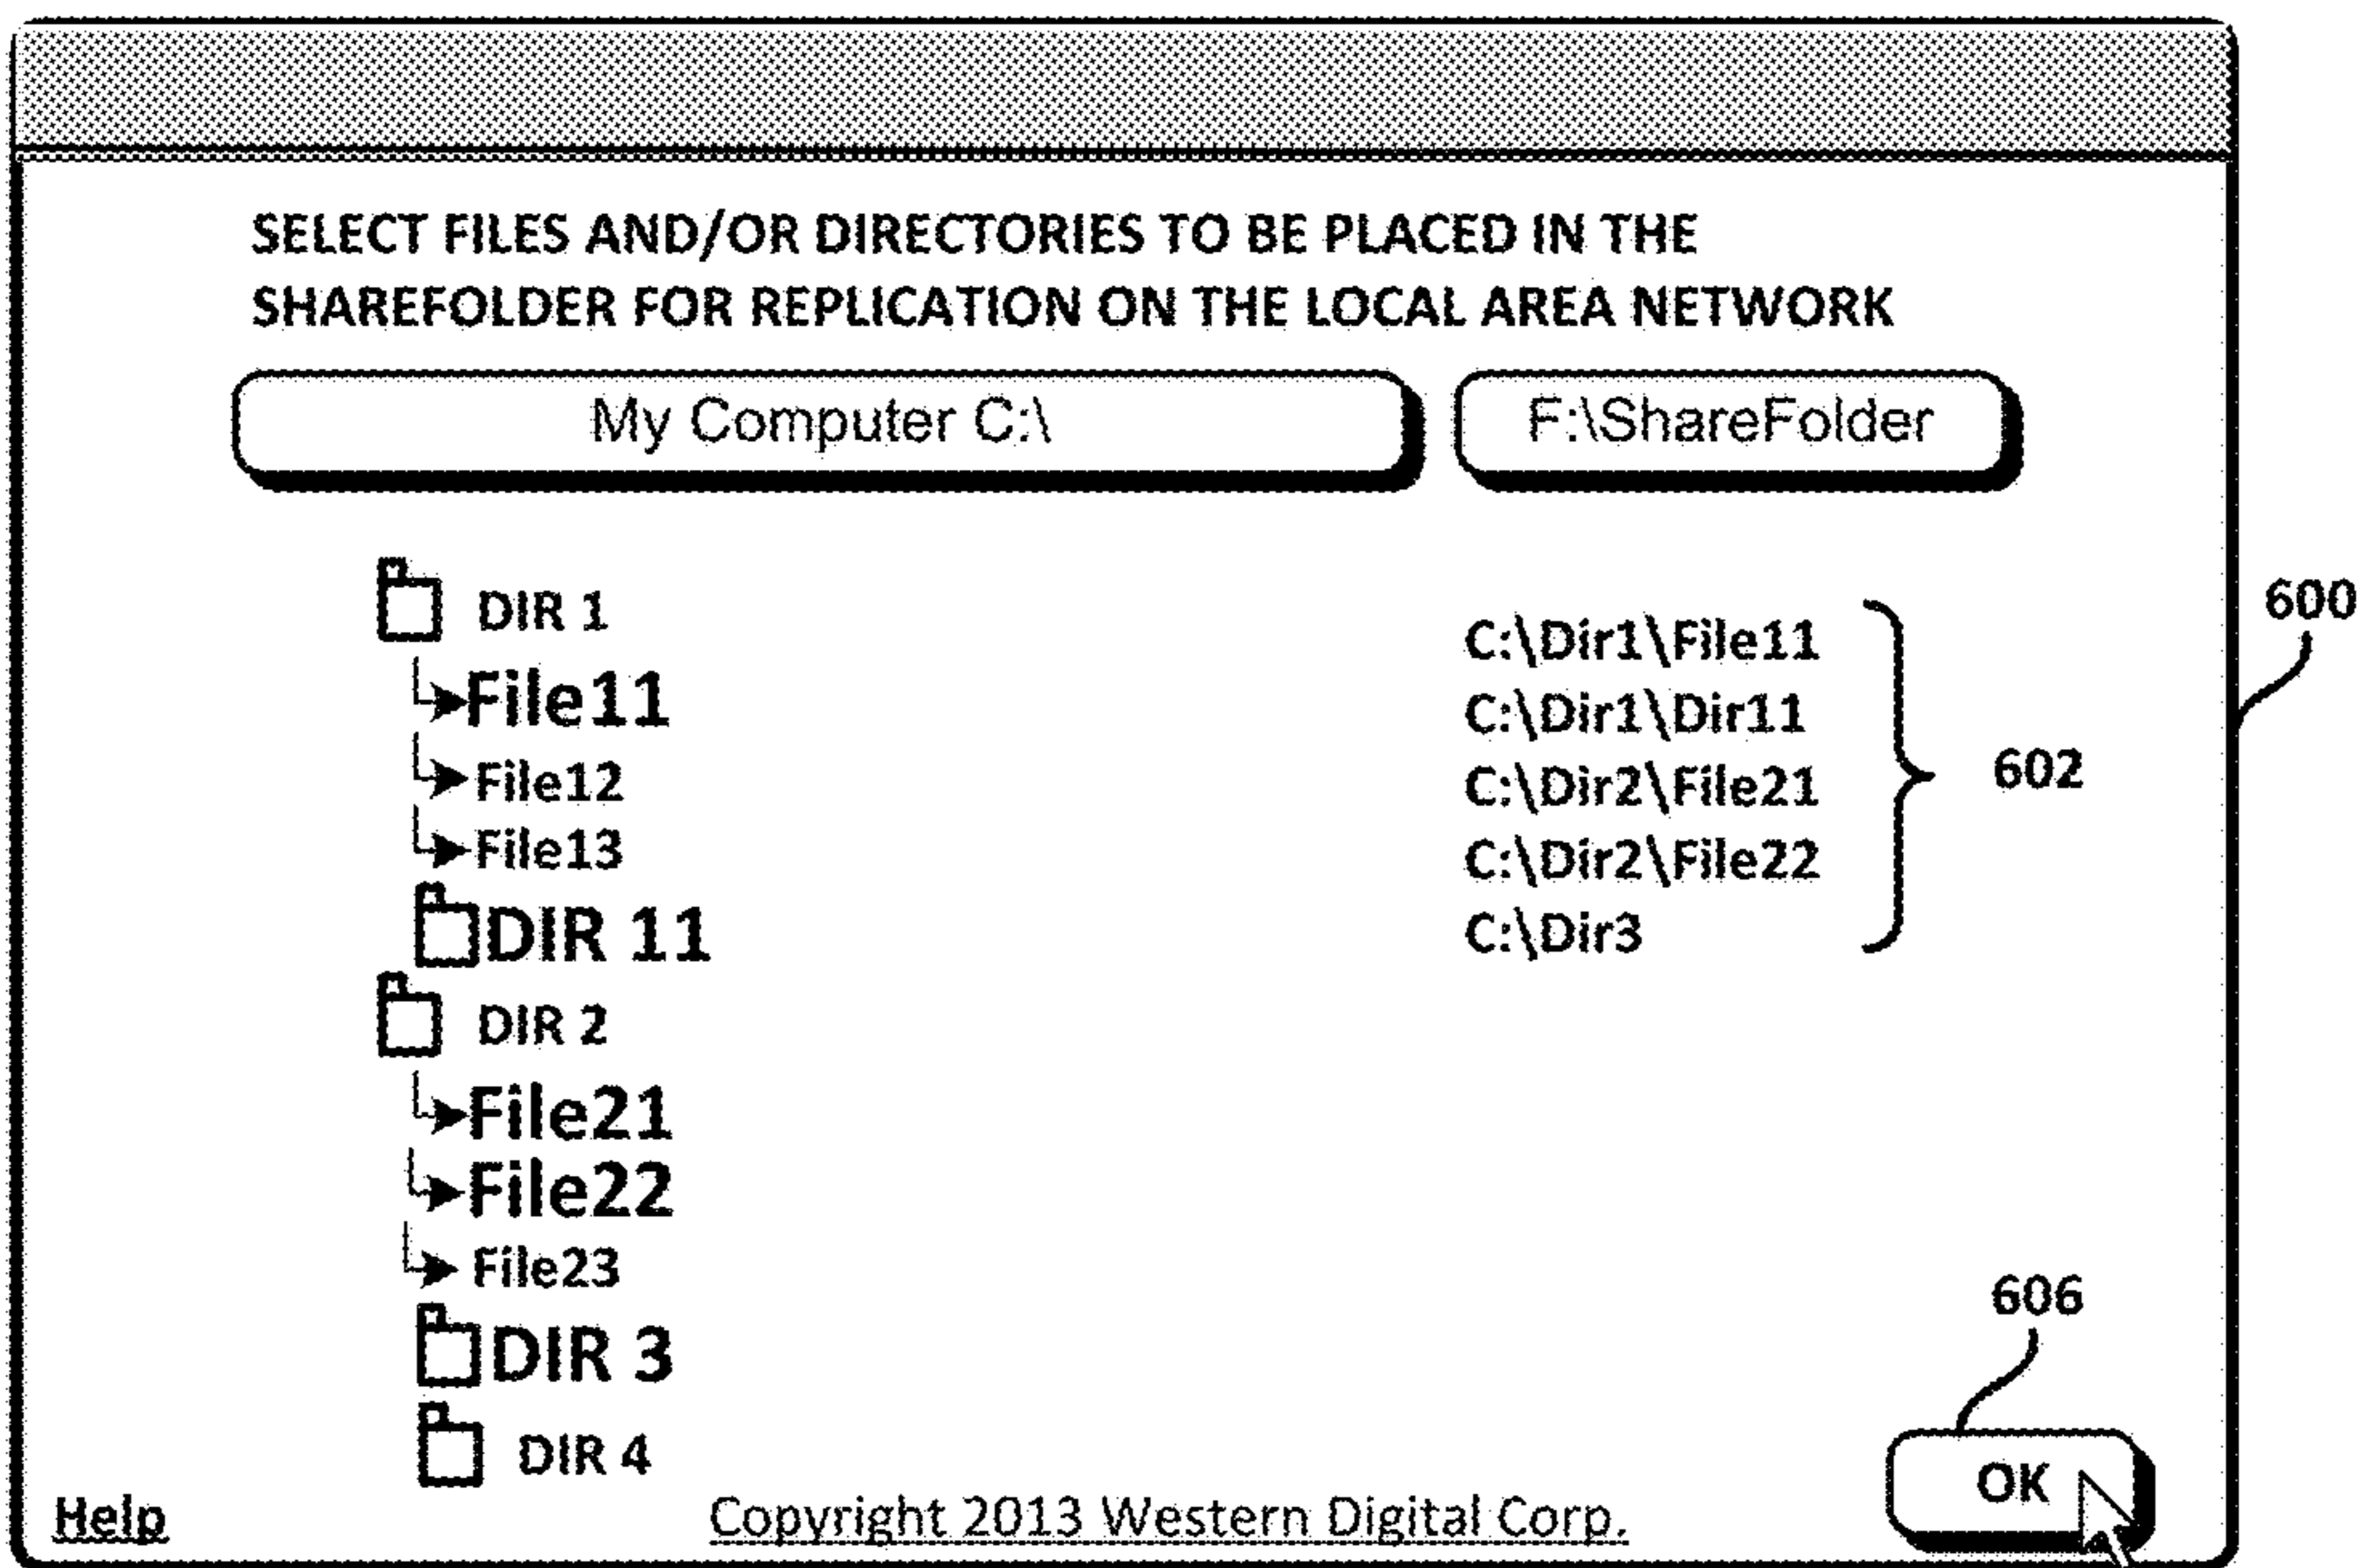 SELECT FILES AND/OR DIRECTORIES TO BE PLACED IN THE
SHAREFOLDER FOR REPLICATION ON THE LOCAL AREA NETWORK
My Computer C:\
F:\ShareFolder
DIR 1
File11
File12
File13
DIR 11
DIR 2
File21
File22
File23
DIR 3
DIR 4
C:\Dir1\File11
C:\Dir1\Dir11
C:\Dir2\File21
C:\Dir2\File22
C:\Dir3
602
600
606
OK
Help
Copyright 2013 Western Digital Corp.